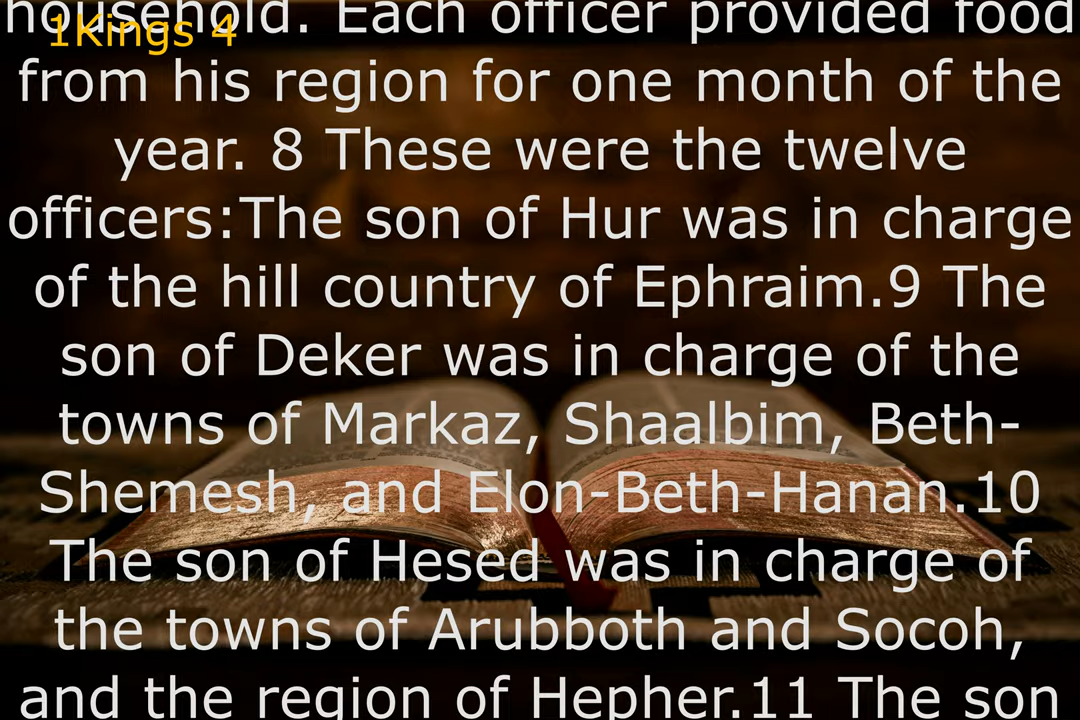 household. Each officer provided food
1Kings 4
from his region for one month of the
year. 8 These were the twelve
officers:The son of Hur was in charge
of the hill country of Ephraim.9 The
son of Deker was in charge of the
towns of Markaz, Shaalbim, Beth-
Shemesh, and Elon-Beth-Hanan.10
The son of Hesed was in charge of
the towns of Arubboth and Socoh,
and the region of Hepher.11 The son